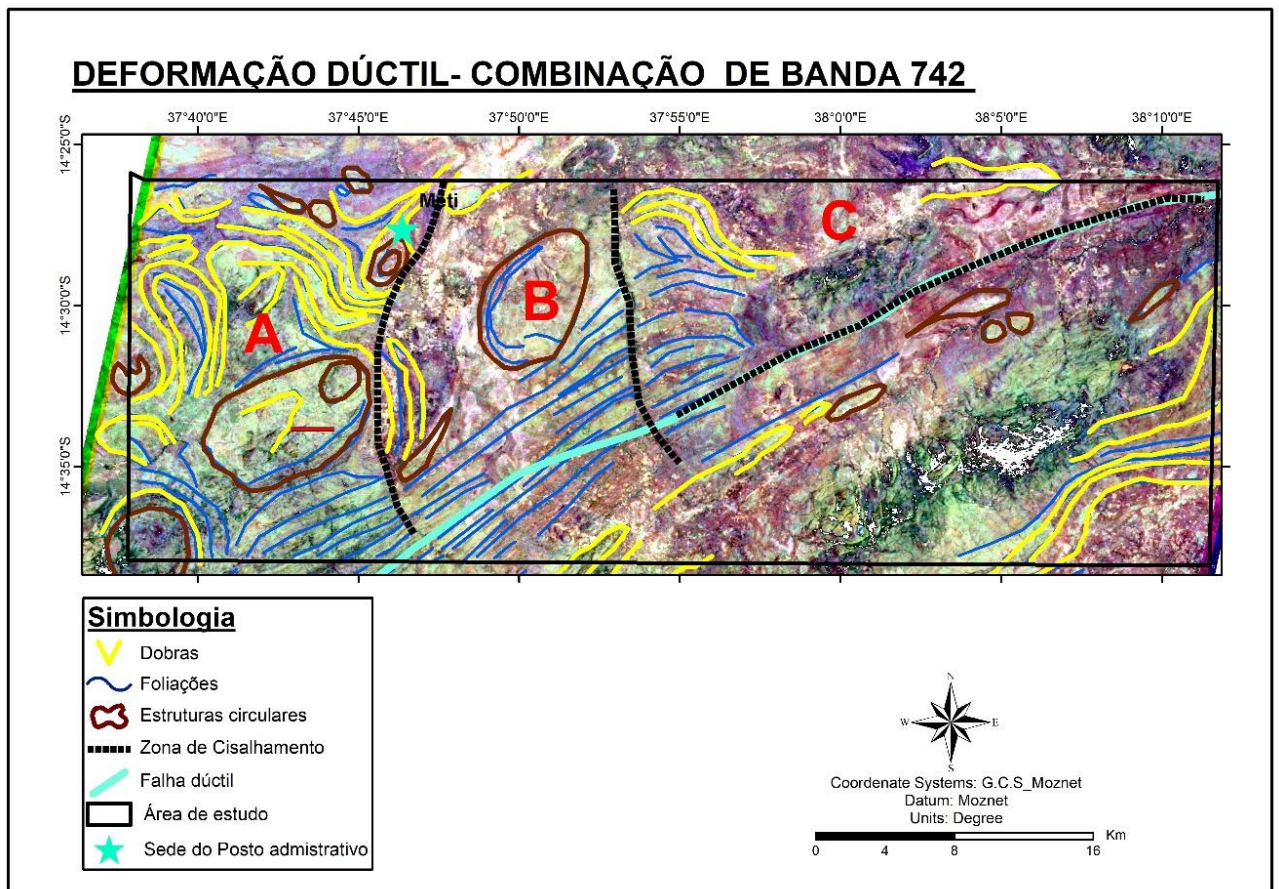 DEFORMAÇÃO DÚCTIL- COMBINAÇÃO DE BANDA 742
37°40'0"E 37°45'0"E 37°50'0"E 37°55'0"E 38°0'0"E 38°5'0"E 38°10'0"E
14°25'0"S
14°30'0"S
14°35'0"S
Muti
A
B
C
Simbologia
Dobras
Foliações
Estruturas circulares
Zona de Cisalhamento
Falha dúctil
Área de estudo
Sede do Posto admistrativo
N
W E
S
Coordenate Systems: G.C.S_Moznet
Datum: Moznet
Units: Degree
Km
0 4 8 16